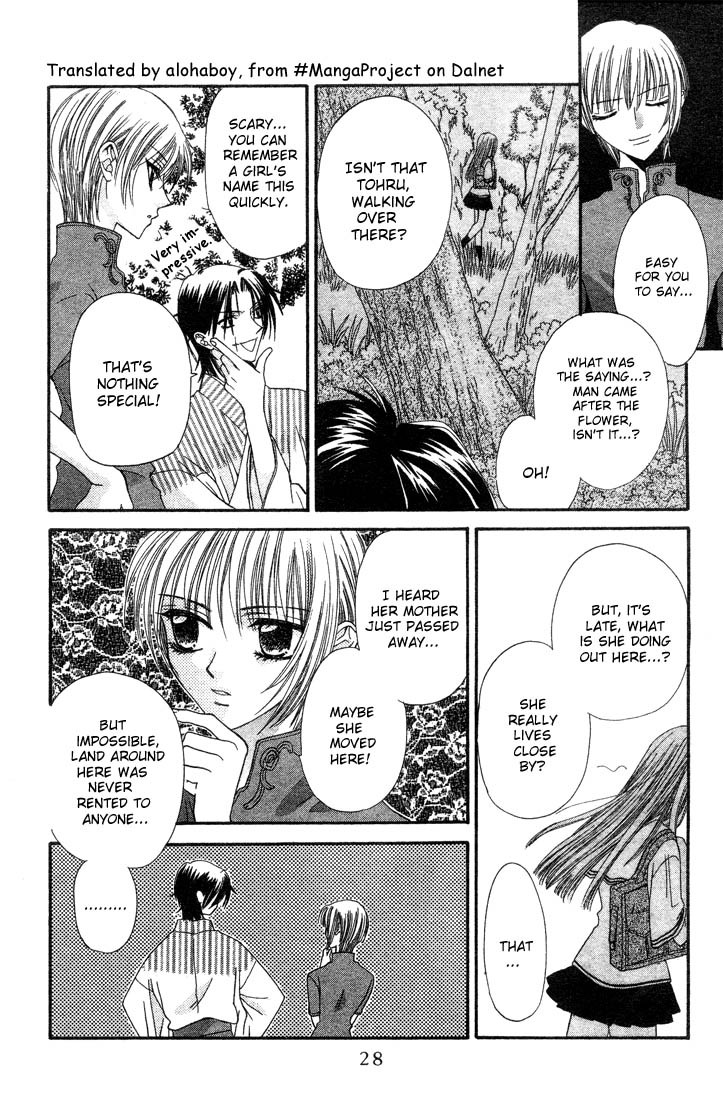 Translated by alohaboy, from #MangaProject on Dalnet
EASY
FOR YOU
TO SAY...
WHAT WAS
THE SAYING...?
MAN CAME
AFTER THE
FLOWER,
ISN'T IT...?
OH!
ISN'T THAT
TOHRU,
WALKING
OVER
THERE?
SCARY...
YOU CAN
REMEMBER
A GIRL'S
NAME THIS
QUICKLY.
Very im-
pressive.
THAT'S
NOTHING
SPECIAL!
BUT, IT'S
LATE, WHAT
IS SHE DOING
OUT HERE...?
SHE
REALLY
LIVES
CLOSE
BY?
THAT
...
I HEARD
HER MOTHER
JUST PASSED
AWAY...
MAYBE
SHE
MOVED
HERE!
BUT
IMPOSSIBLE,
LAND AROUND
HERE WAS
NEVER
RENTED TO
ANYONE...
.........
28